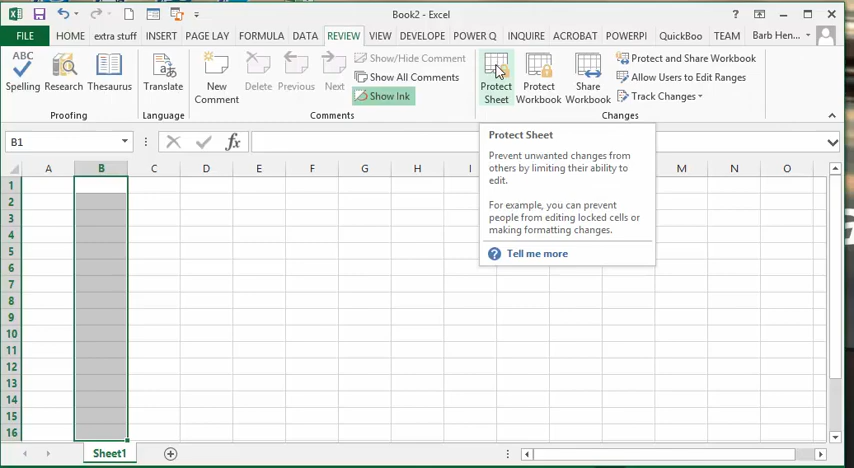 Book2 - Excel
?
FILE HOME extra stuff INSERT PAGE LAY FORMULA DATA REVIEW VIEW DEVELOPE POWER Q INQUIRE ACROBAT POWERPI QuickBoo TEAM Barb Hen...
ABC
Spelling Research Thesaurus
Proofing
Translate
Language
New Comment
Delete Previous Next
Show/Hide Comment
Show All Comments
Show Ink
Comments
Protect Sheet
Protect Workbook
Share Workbook
Protect and Share Workbook
Allow Users to Edit Ranges
Track Changes
Changes
B1
fx
Protect Sheet
Prevent unwanted changes from
others by limiting their ability to
edit.
For example, you can prevent
people from editing locked cells or
making formatting changes.
? Tell me more
A B C D E F G H I M N O
1
2
3
4
5
6
7
8
9
10
11
12
13
14
15
16
Sheet1